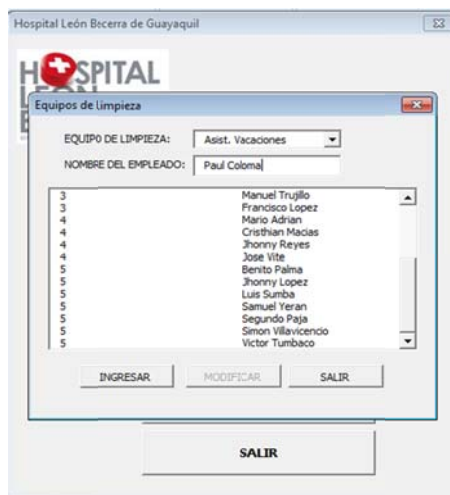 Hospital León Becerra de Guayaquil
HOSPITAL
LEÓN
Equipos de limpieza
EQUIPO DE LIMPIEZA: Asist. Vacaciones
NOMBRE DEL EMPLEADO: Paul Coloma
3 Manuel Trujillo
3 Francisco Lopez
4 Mario Adrian
4 Cristhian Macias
4 Jhonny Reyes
4 Jose Vite
5 Benito Palma
5 Jhonny Lopez
5 Luis Sumba
5 Samuel Yeran
5 Segundo Paja
5 Simon Villavicencio
5 Victor Tumbaco
INGRESAR MODIFICAR SALIR
SALIR